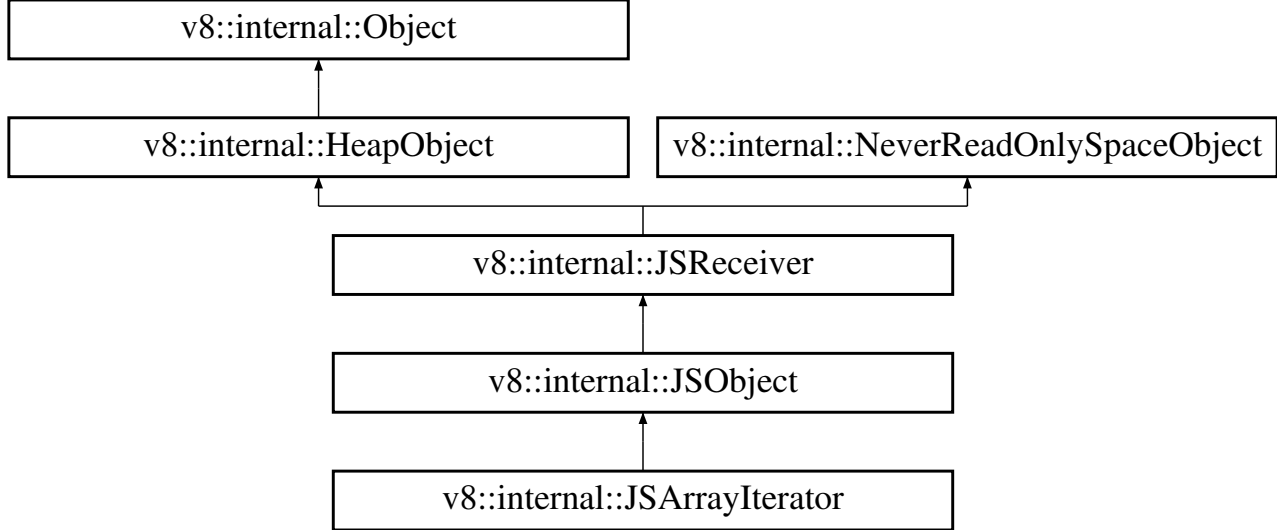 v8::internal::Object
v8::internal::HeapObject
v8::internal::NeverReadOnlySpaceObject
v8::internal::JSReceiver
v8::internal::JSObject
v8::internal::JSArrayIterator